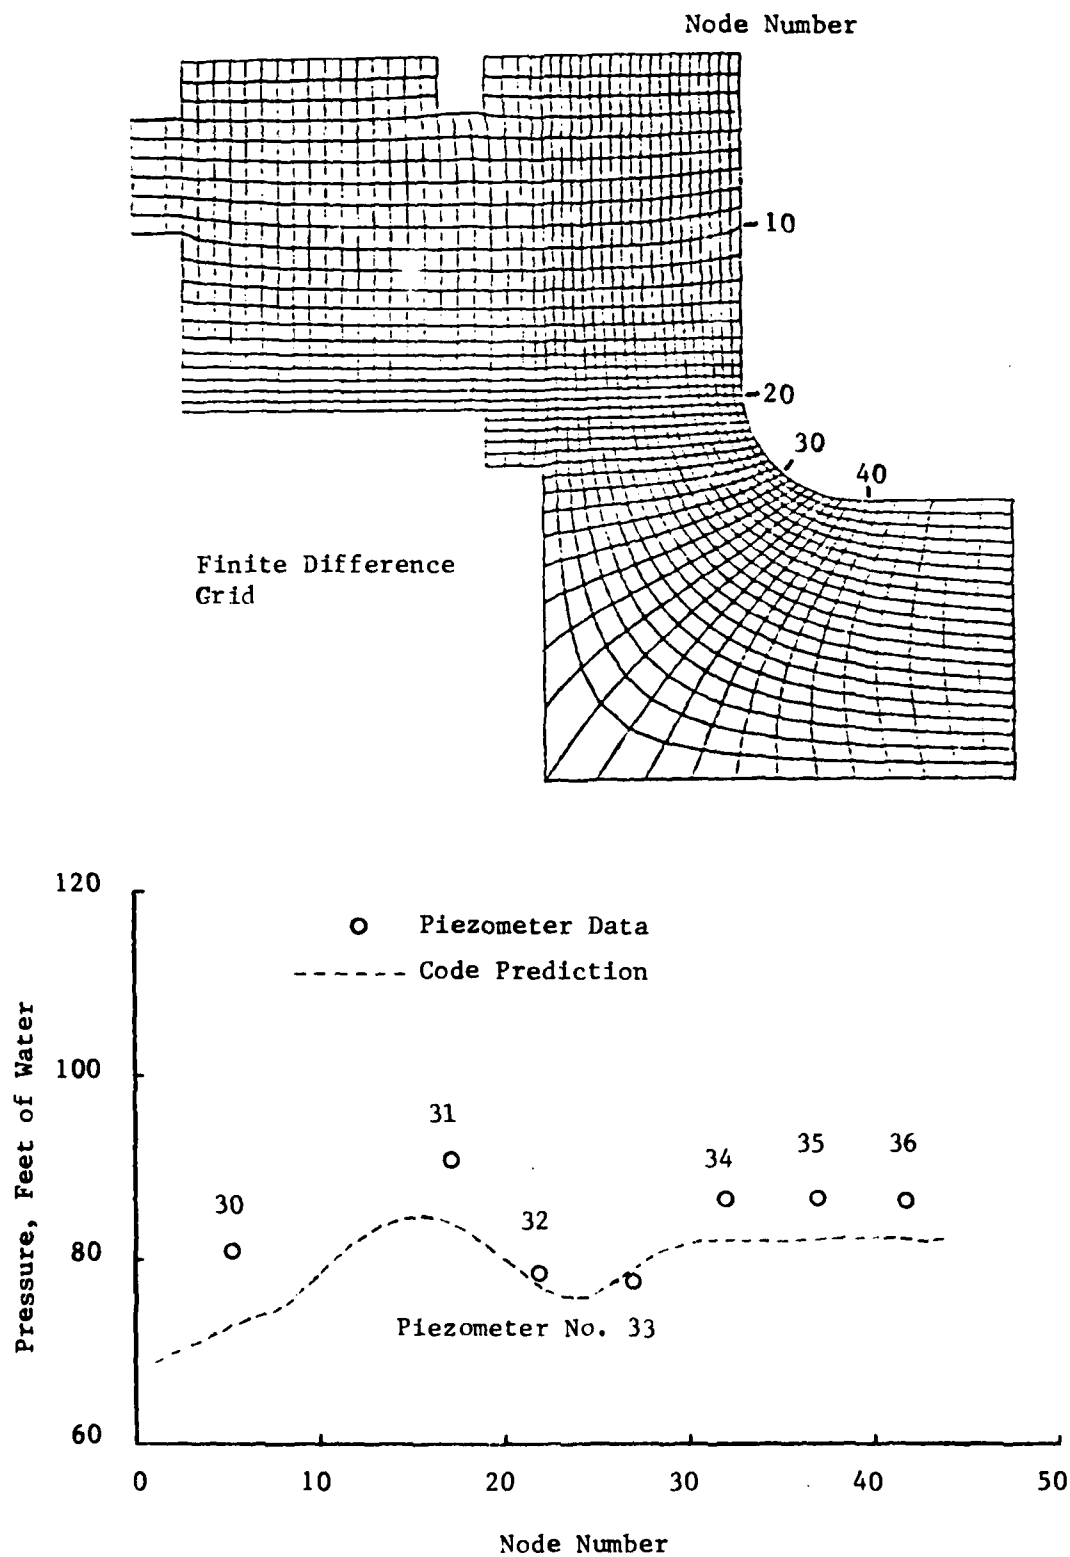 Node Number
10
20
30
40
Finite Difference
Grid
120
Piezometer Data
Code Prediction
Pressure, Feet of Water
100
31
30
32
34
35
36
80
Piezometer No. 33
60
0 10 20 30 40 50
Node Number